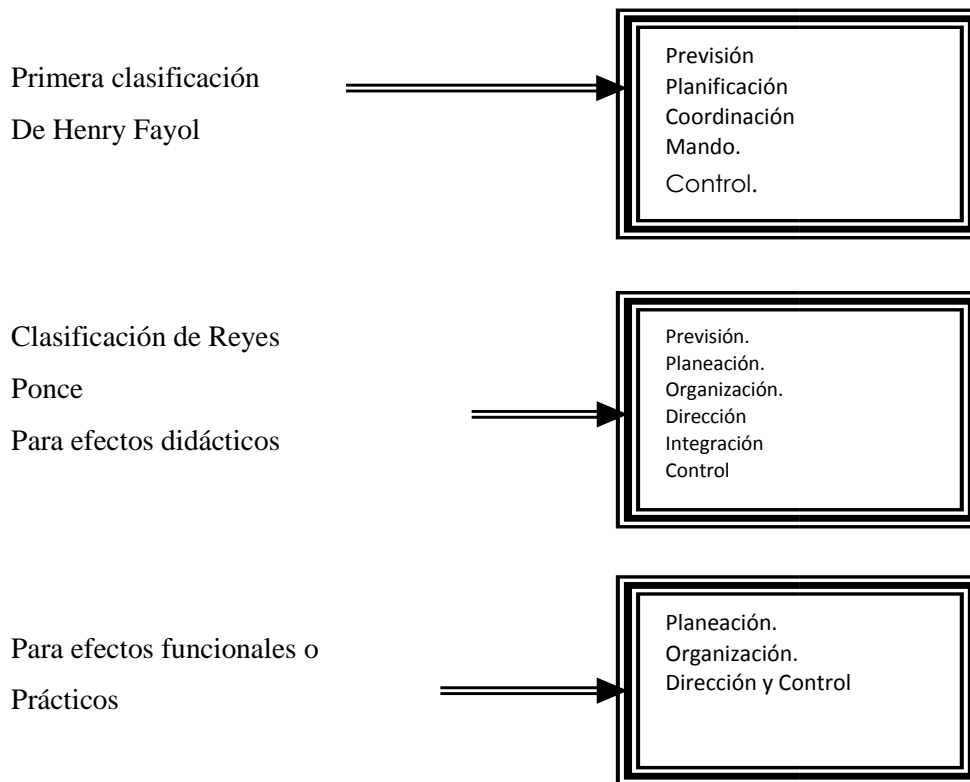 Primera clasificación
De Henry Fayol
Previsión
Planificación
Coordinación
Mando.
Control.
Clasificación de Reyes
Ponce
Para efectos didácticos
Previsión.
Planeación.
Organización.
Dirección
Integración
Control
Para efectos funcionales o
Prácticos
Planeación.
Organización.
Dirección y Control